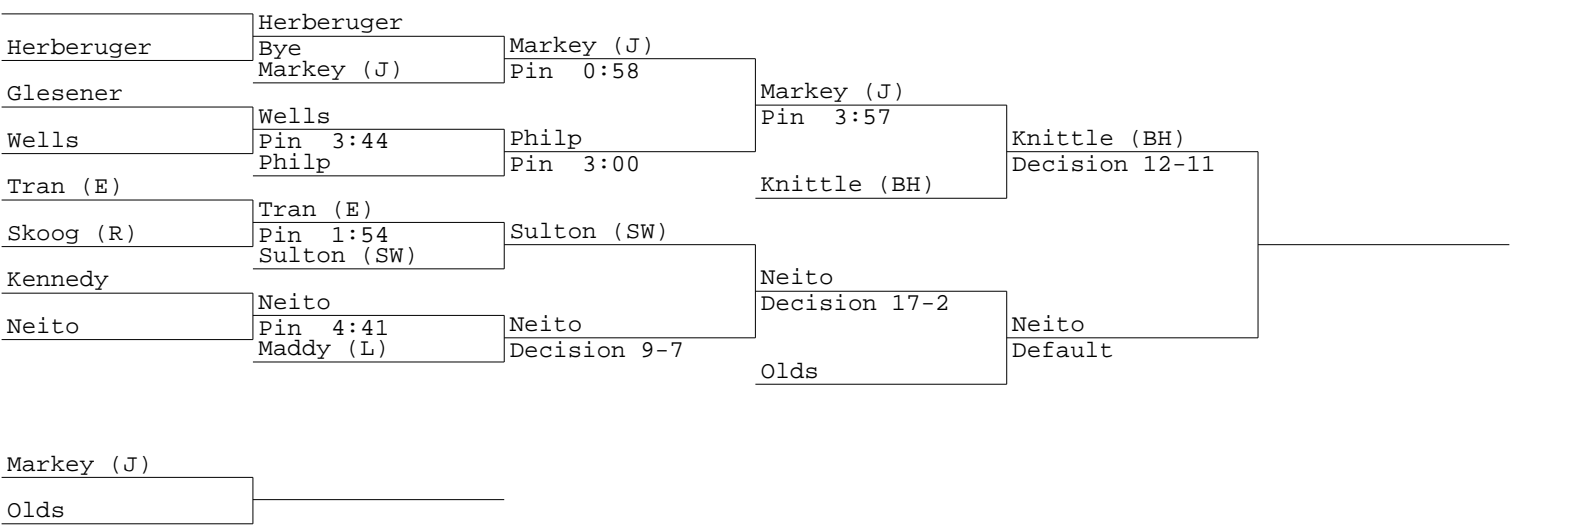 Herberuger
Herberuger
Bye
Markey (J)
Markey (J)
Pin 0:58
Glesener
Wells
Wells
Pin 3:44
Philp
Philp
Pin 3:00
Markey (J)
Pin 3:57
Knittle (BH)
Knittle (BH)
Decision 12-11
Tran (E)
Skoog (R)
Tran (E)
Pin 1:54
Sulton (SW)
Sulton (SW)
Kennedy
Neito
Neito
Pin 4:41
Maddy (L)
Neito
Decision 9-7
Neito
Decision 17-2
Olds
Neito
Default
Markey (J)
Olds